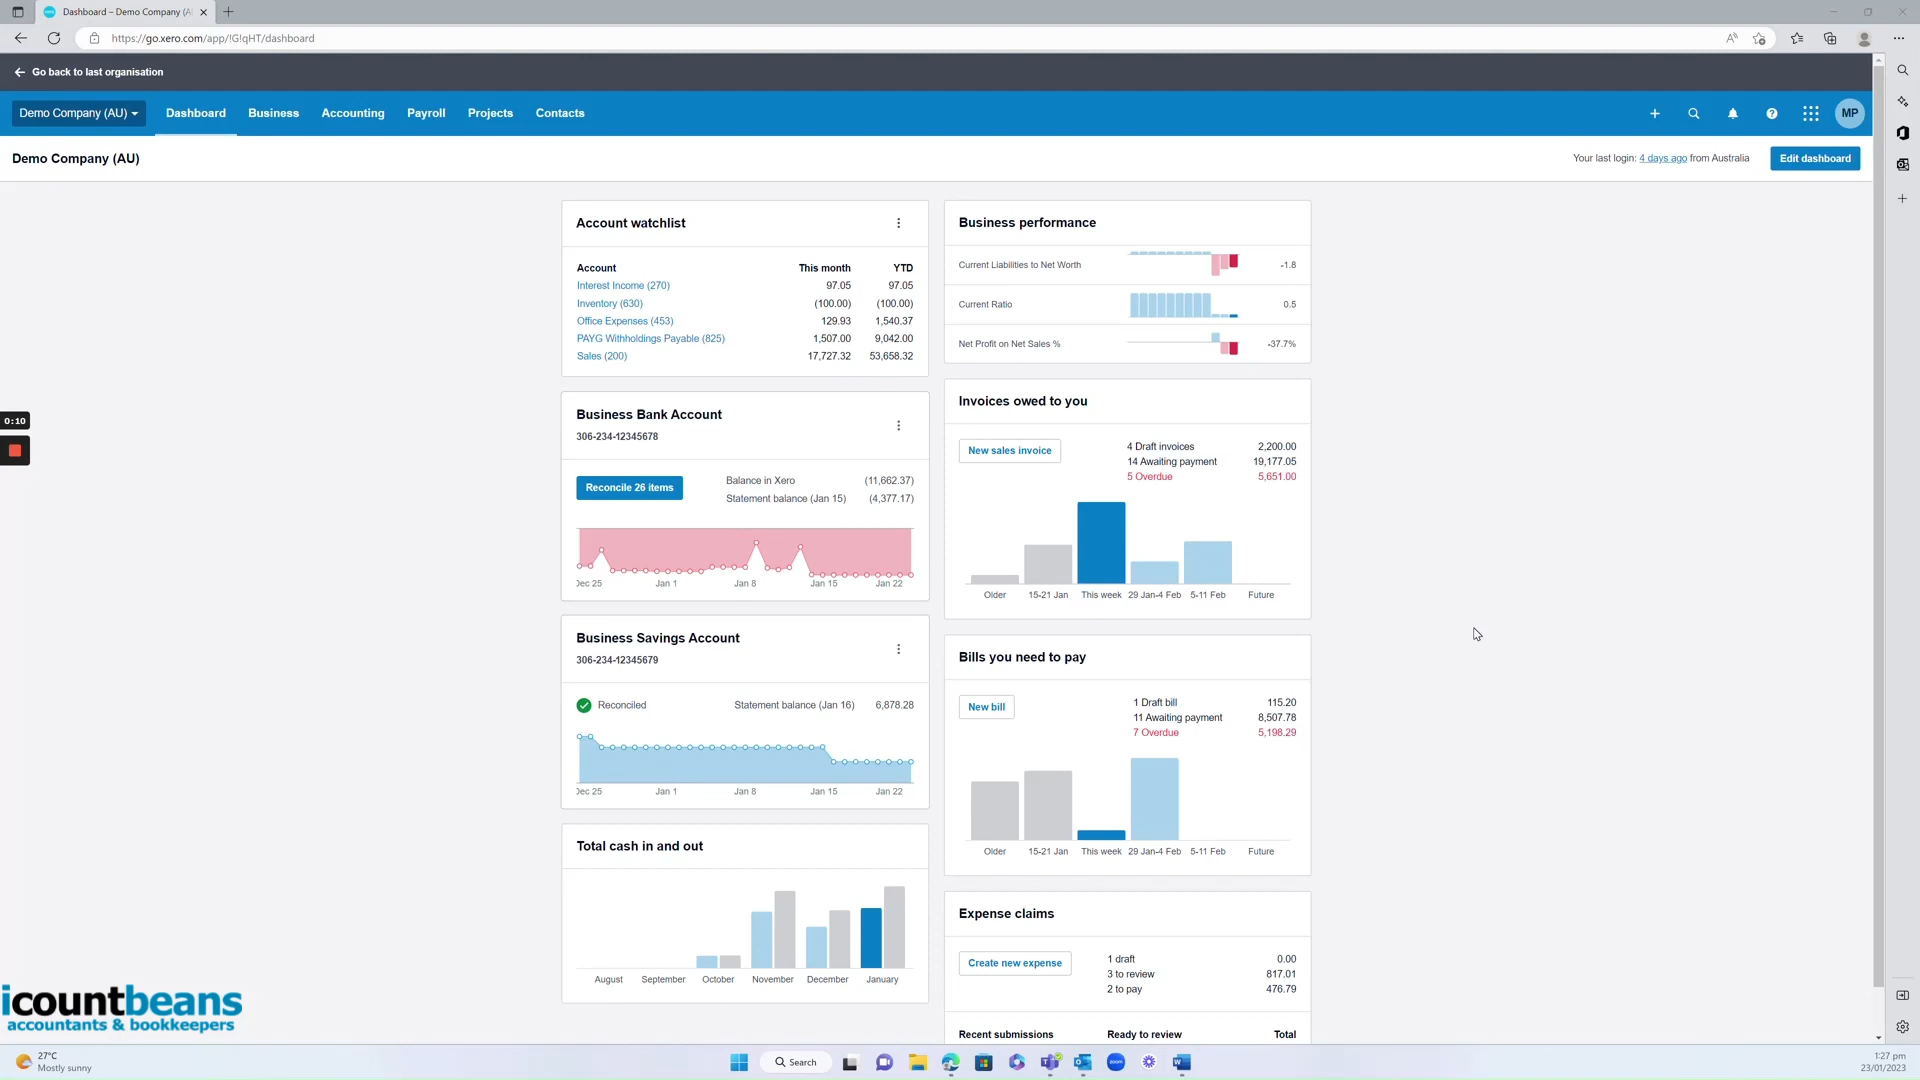 Dashboard – Demo Company (A
https://go.xero.com/app/!G!qHT/dashboard
Go back to last organisation
Demo Company (AU)
Dashboard
Business
Accounting
Payroll
Projects
Contacts
MP
Demo Company (AU)
Your last login: 4 days ago from Australia
Edit dashboard
Account watchlist
Account This month YTD
Interest Income (270) 97.05 97.05
Inventory (630) (100.00) (100.00)
Office Expenses (453) 129.93 1,540.37
PAYG Withholdings Payable (825) 1,507.00 9,042.00
Sales (200) 17,727.32 53,658.32
Business Bank Account
306-234-12345678
Reconcile 26 items
Balance in Xero (11,662.37)
Statement balance (Jan 15) (4,377.17)
Dec 25 Jan 1 Jan 8 Jan 15 Jan 22
Business Savings Account
306-234-12345679
Reconciled
Statement balance (Jan 16) 6,878.28
Dec 25 Jan 1 Jan 8 Jan 15 Jan 22
Total cash in and out
August September October November December January
Business performance
Current Liabilities to Net Worth -1.8
Current Ratio 0.5
Net Profit on Net Sales % -37.7%
Invoices owed to you
New sales invoice
4 Draft invoices 2,200.00
14 Awaiting payment 19,177.05
5 Overdue 5,651.00
Older 15-21 Jan This week 29 Jan-4 Feb 5-11 Feb Future
Bills you need to pay
New bill
1 Draft bill 115.20
11 Awaiting payment 8,507.78
7 Overdue 5,198.29
Older 15-21 Jan This week 29 Jan-4 Feb 5-11 Feb Future
Expense claims
Create new expense
1 draft 0.00
3 to review 817.01
2 to pay 476.79
Recent submissions Ready to review Total
0:10
icountbeans
accountants & bookkeepers
27°C
Mostly sunny
Search
zoom
1:27 pm
23/01/2023